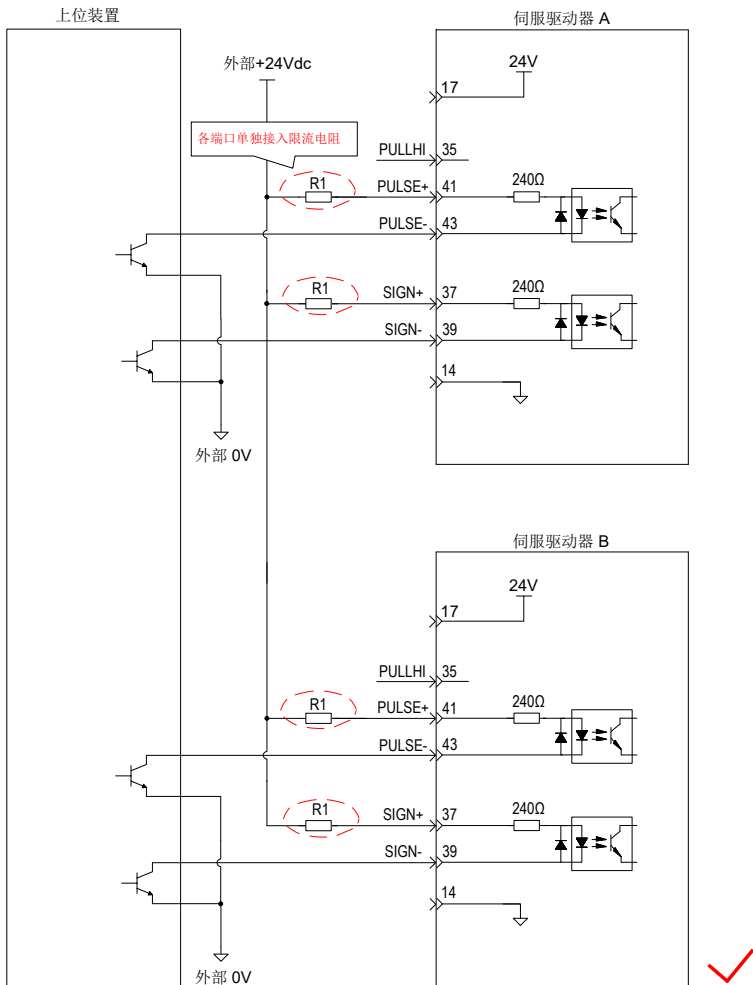 上位装置
伺服驱动器 A
外部+24Vdc
24V
17
各端口单独接入限流电阻
PULLHI 35
R1 PULSE+ 41 240Ω
PULSE- 43
R1 SIGN+ 37 240Ω
SIGN- 39
14
外部 0V
伺服驱动器 B
24V
17
PULLHI 35
R1 PULSE+ 41 240Ω
PULSE- 43
R1 SIGN+ 37 240Ω
SIGN- 39
14
外部 0V